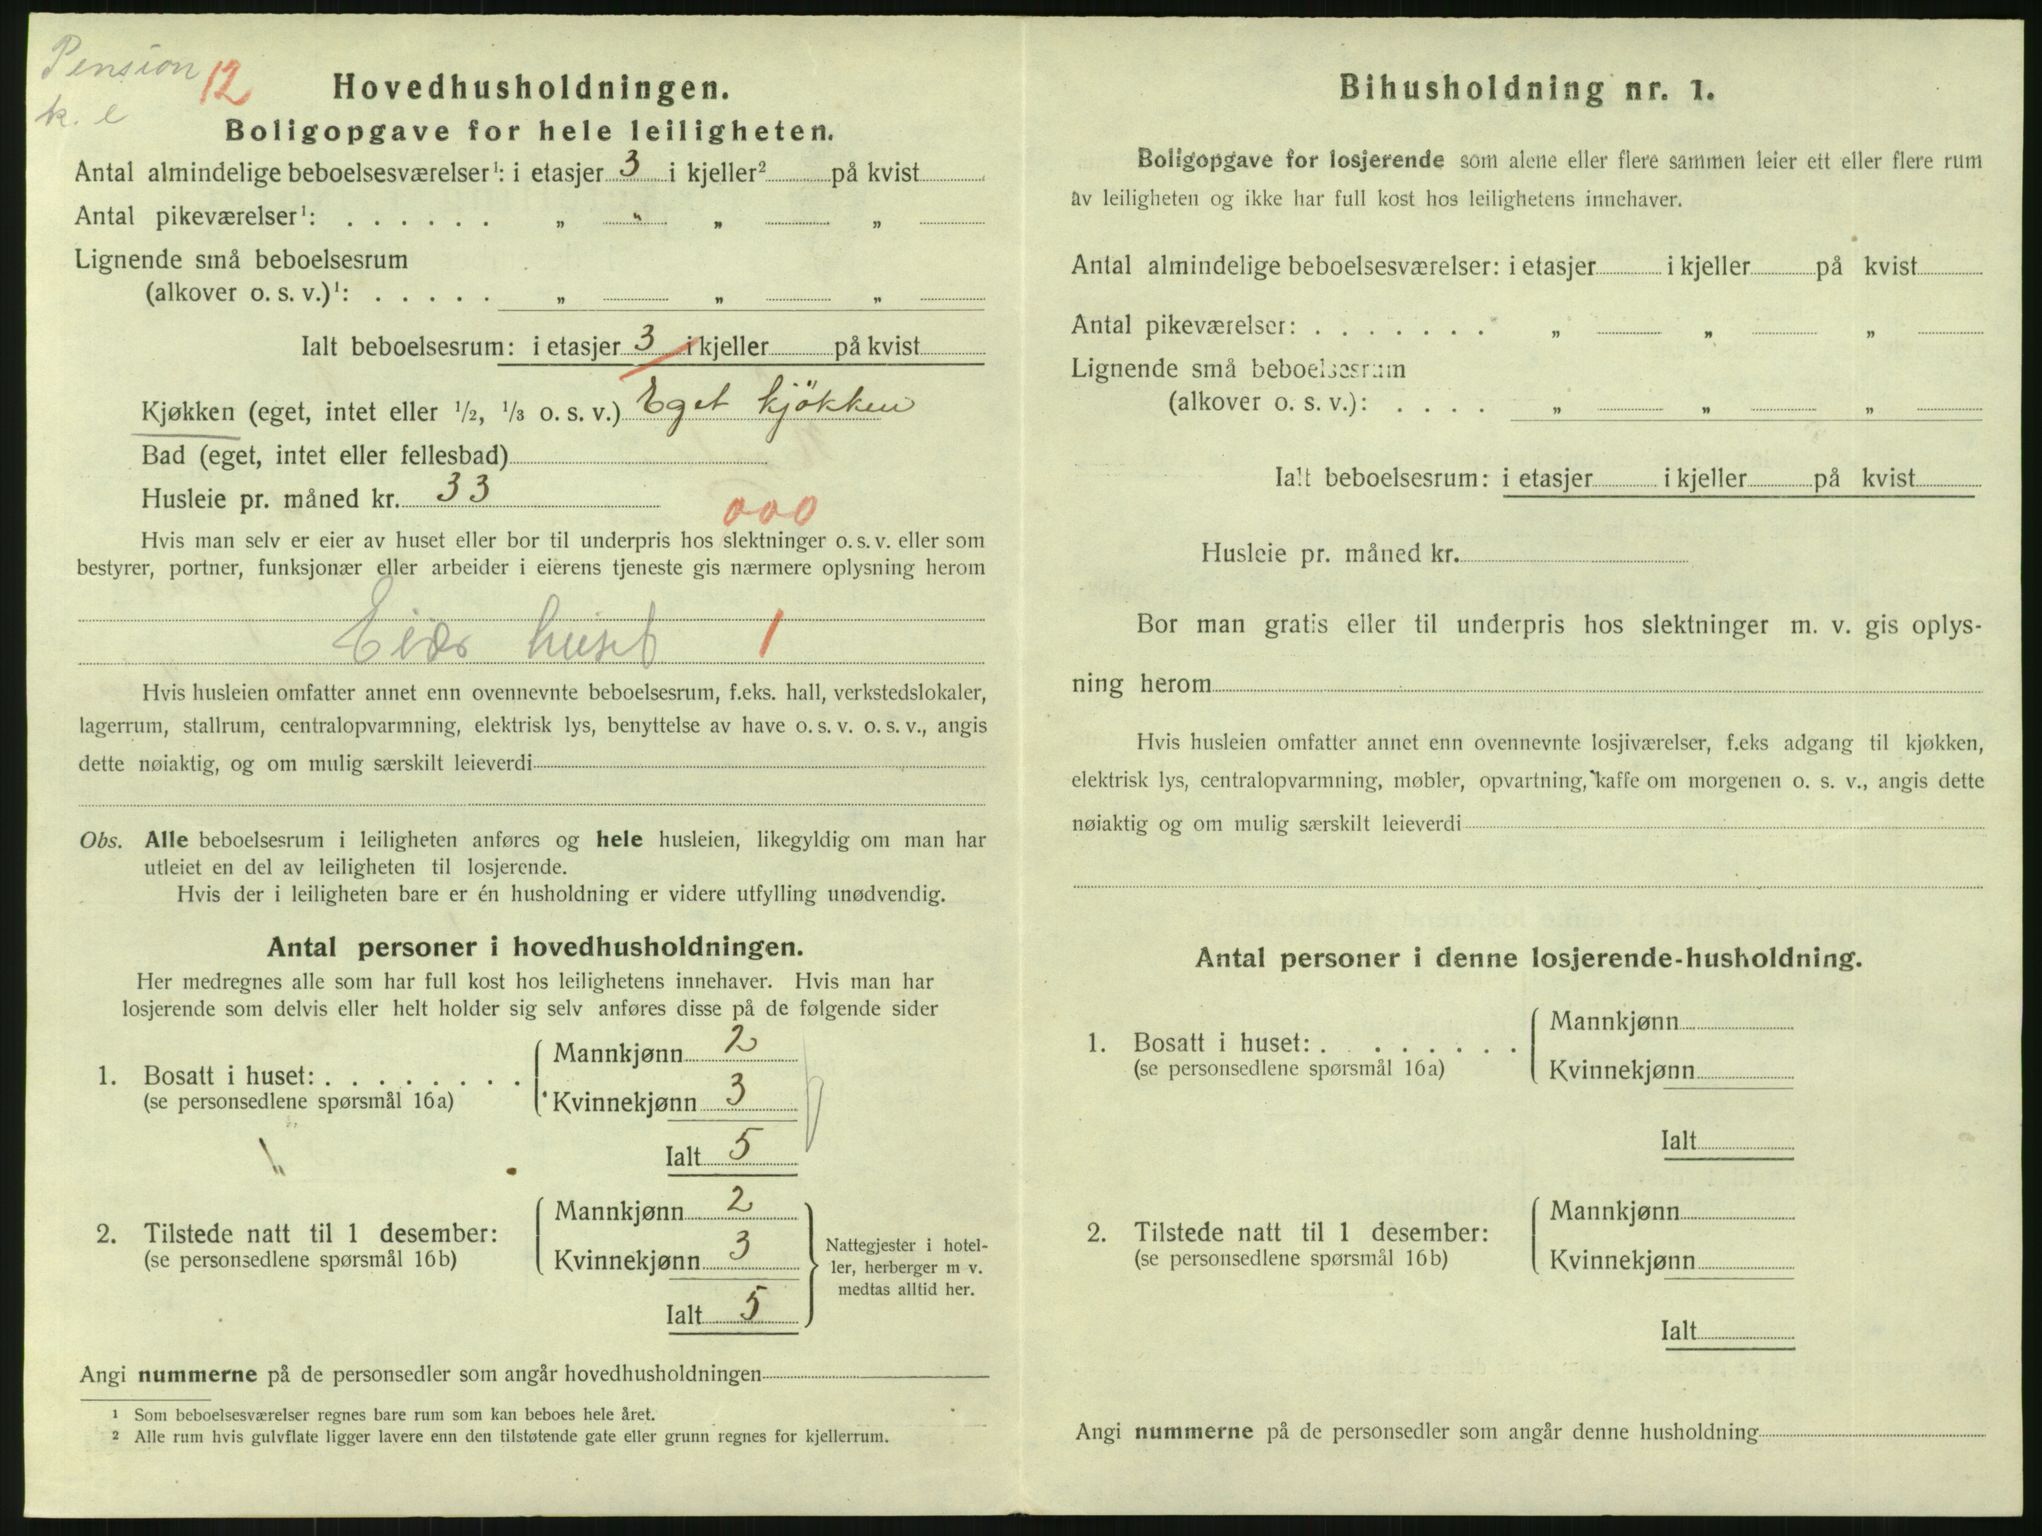 Pension
12
k. e
Hovedhusholdningen.
Boligopgave for hele leiligheten.
Antal almindelige beboelsesværelser¹: i etasjer 3 i kjeller² på kvist
Antal pikeværelser¹: . . . . . . „ „ „ „
Lignende små beboelsesrum
(alkover o. s. v.)¹: . . . . . „ „ „
Ialt beboelsesrum: i etasjer 3 i kjeller på kvist
Kjøkken (eget, intet eller 1/2, 1/3 o. s. v.) Eget kjökken
Bad (eget, intet eller fellesbad)
Husleie pr. måned kr. 33
000
Hvis man selv er eier av huset eller bor til underpris hos slektninger o. s. v. eller som
bestyrer, portner, funksjonær eller arbeider i eierens tjeneste gis nærmere oplysning herom
Eier huset 1
Hvis husleien omfatter annet enn ovennevnte beboelsesrum, f.eks. hall, verkstedslokaler,
lagerrum, stallrum, centralopvarmning, elektrisk lys, benyttelse av have o. s. v. o. s. v., angis
dette nøiaktig, og om mulig særskilt leieverdi
Obs. Alle beboelsesrum i leiligheten anføres og hele husleien, likegyldig om man har
utleiet en del av leiligheten til losjerende.
Hvis der i leiligheten bare er én husholdning er videre utfylling unødvendig.
Antal personer i hovedhusholdningen.
Her medregnes alle som har full kost hos leilighetens innehaver. Hvis man har
losjerende som delvis eller helt holder sig selv anføres disse på de følgende sider
1. Bosatt i huset: . . . . . . . .
(se personsedlene spørsmål 16a)
Mannkjønn 2
Kvinnekjønn 3
Ialt 5
2. Tilstede natt til 1 desember:
(se personsedlene spørsmål 16b)
Mannkjønn 2
Kvinnekjønn 3
Ialt 5
Nattegjester i hotel-
ler, herberger m v.
medtas alltid her.
Angi nummerne på de personsedler som angår hovedhusholdningen
¹ Som beboelsesværelser regnes bare rum som kan beboes hele året.
² Alle rum hvis gulvflate ligger lavere enn den tilstøtende gate eller grunn regnes for kjellerrum.
Bihusholdning nr. 1.
Boligopgave for losjerende som alene eller flere sammen leier ett eller flere rum
av leiligheten og ikke har full kost hos leilighetens innehaver.
Antal almindelige beboelsesværelser: i etasjer i kjeller på kvist
Antal pikeværelser: . . . . . . . „ „ „
Lignende små beboelsesrum
(alkover o. s. v.): . . . . „ „ „
Ialt beboelsesrum: i etasjer i kjeller på kvist
Husleie pr. måned kr.
Bor man gratis eller til underpris hos slektninger m. v. gis oplys-
ning herom
Hvis husleien omfatter annet enn ovennevnte losjiværelser, f.eks adgang til kjøkken,
elektrisk lys, centralopvarmning, møbler, opvartning, kaffe om morgenen o. s. v., angis dette
nøiaktig og om mulig særskilt leieverdi
Antal personer i denne losjerende-husholdning.
1. Bosatt i huset: . . . . . . .
(se personsedlene spørsmål 16a)
Mannkjønn
Kvinnekjønn
Ialt
2. Tilstede natt til 1 desember:
(se personsedlene spørsmål 16b)
Mannkjønn
Kvinnekjønn
Ialt
Angi nummerne på de personsedler som angår denne husholdning